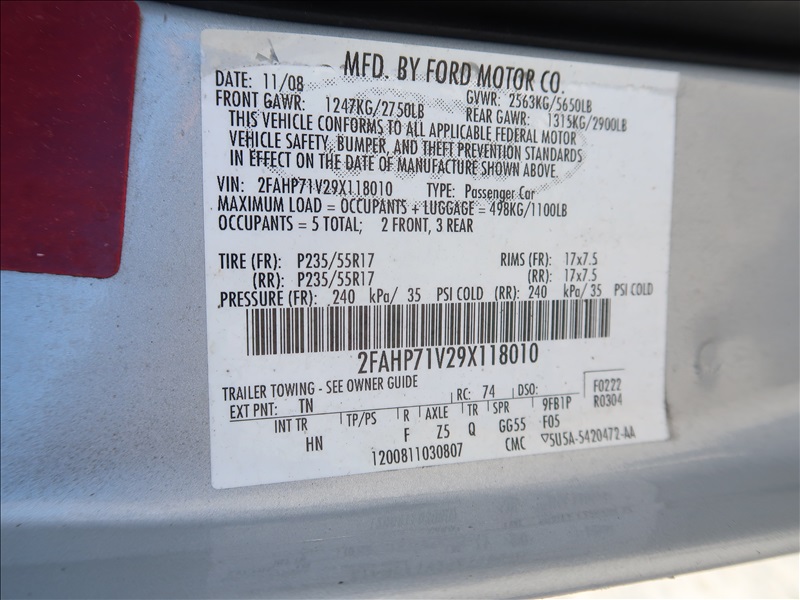 MFD. BY FORD MOTOR CO.
DATE: 11/08 GVWR: 2563KG/5650LB
FRONT GAWR: 1247KG/2750LB REAR GAWR: 1315KG/2900LB
THIS VEHICLE CONFORMS TO ALL APPLICABLE FEDERAL MOTOR
VEHICLE SAFETY, BUMPER, AND THEFT PREVENTION STANDARDS
IN EFFECT ON THE DATE OF MANUFACTURE SHOWN ABOVE.
VIN: 2FAHP71V29X118010 TYPE: Passenger Car
MAXIMUM LOAD = OCCUPANTS + LUGGAGE = 498KG/1100LB
OCCUPANTS = 5 TOTAL; 2 FRONT, 3 REAR
TIRE (FR): P235/55R17 RIMS (FR): 17x7.5
(RR): P235/55R17 (RR): 17x7.5
PRESSURE (FR): 240 kPa/ 35 PSI COLD (RR): 240 kPa/ 35 PSI COLD
2FAHP71V29X118010
TRAILER TOWING - SEE OWNER GUIDE F0222
EXT PNT: TN RC: 74 DSO: R0304
INT TR TP/PS R AXLE TR SPR 9FB1P
HN F Z5 Q GG55 F05
1200811030807 CMC ▽5U5A-5420472-AA